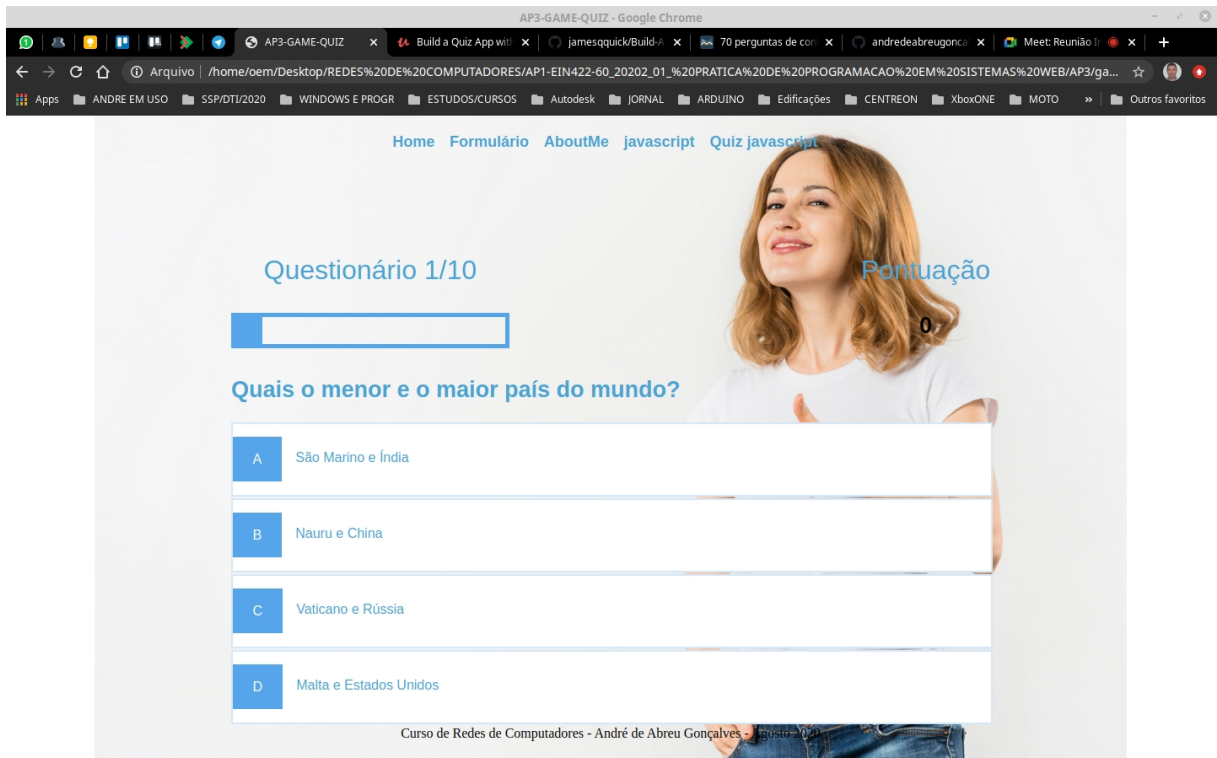 AP3-GAME-QUIZ - Google Chrome
AP3-GAME-QUIZ
Build a Quiz App with
jamesqquick/Build-A
70 perguntas de con
andredeabreugonca
Meet: Reunião Ir
Arquivo /home/oem/Desktop/REDES%20DE%20COMPUTADORES/AP1-EIN422-60_20202_01_%20PRATICA%20DE%20PROGRAMACAO%20EM%20SISTEMAS%20WEB/AP3/ga...
Apps ANDRE EM USO SSP/DTI/2020 WINDOWS E PROGR ESTUDOS/CURSOS Autodesk JORNAL ARDUINO Edificações CENTREON XboxONE MOTO » Outros favoritos
Home Formulário AboutMe javascript Quiz javascript
Questionário 1/10
Pontuação
0
Quais o menor e o maior país do mundo?
A São Marino e Índia
B Nauru e China
C Vaticano e Rússia
D Malta e Estados Unidos
Curso de Redes de Computadores - André de Abreu Gonçalves - Agosto 2020